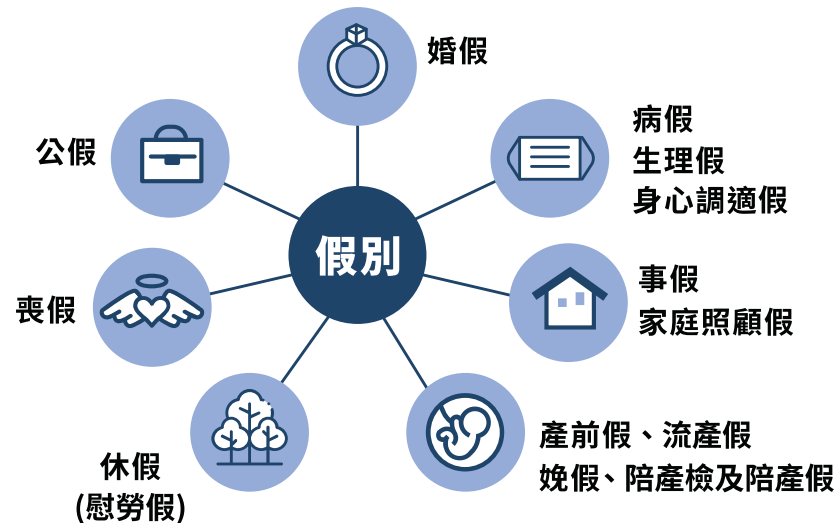 婚假
公假
病假
生理假
身心調適假
假別
事假
家庭照顧假
喪假
產前假、流產假
娩假、陪產檢及陪產假
休假
(慰勞假)